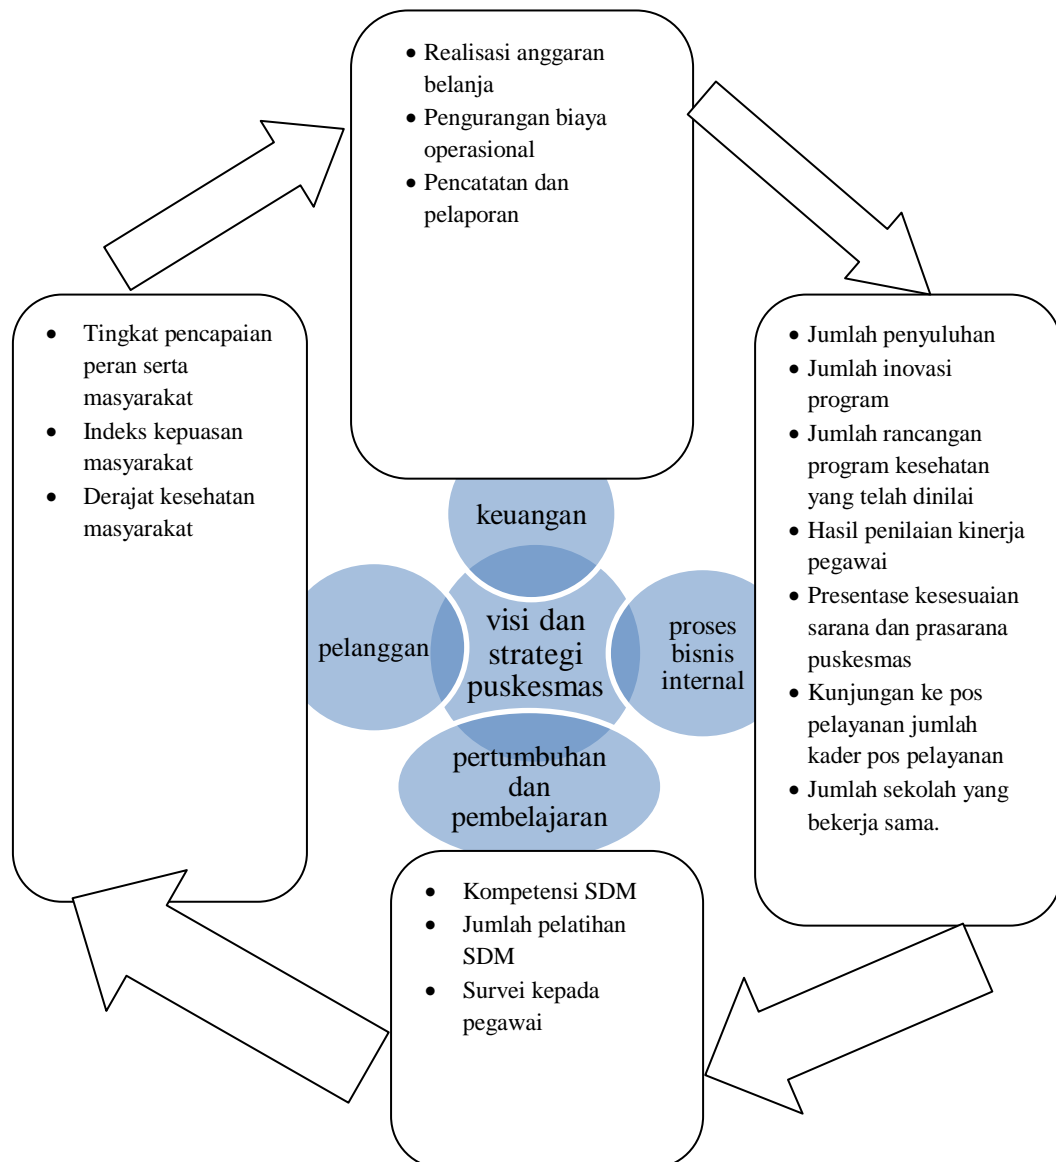 • Realisasi anggaran
belanja
• Pengurangan biaya
operasional
• Pencatatan dan
pelaporan
• Tingkat pencapaian
peran serta
masyarakat
• Indeks kepuasan
masyarakat
• Derajat kesehatan
masyarakat
• Jumlah penyuluhan
• Jumlah inovasi
program
• Jumlah rancangan
program kesehatan
yang telah dinilai
• Hasil penilaian kinerja
pegawai
• Presentase kesesuaian
sarana dan prasarana
puskesmas
• Kunjungan ke pos
pelayanan jumlah
kader pos pelayanan
• Jumlah sekolah yang
bekerja sama.
keuangan
pelanggan
visi dan
strategi
puskesmas
proses
bisnis
internal
pertumbuhan
dan
pembelajaran
• Kompetensi SDM
• Jumlah pelatihan
SDM
• Survei kepada
pegawai